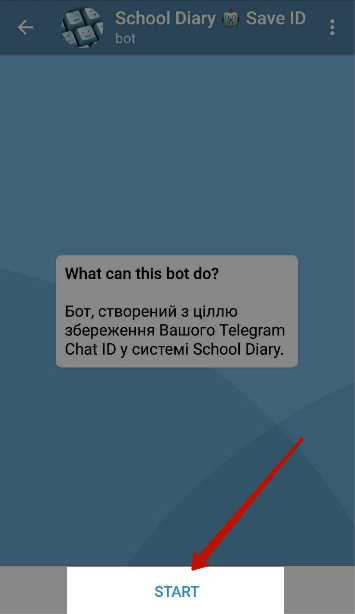 School Diary 🤖 Save ID
bot
What can this bot do?
Бот, створений з ціллю
збереження Вашого Telegram
Chat ID у системі School Diary.
START